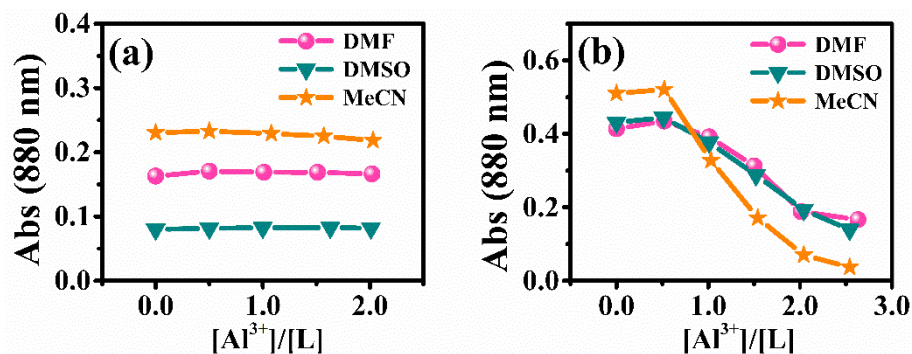 (a)
DMF
DMSO
MeCN
Abs (880 nm)
0.4
0.3
0.2
0.1
0.0
0.0 1.0 2.0
[Al³⁺]/[L]
(b)
DMF
DMSO
MeCN
Abs (880 nm)
0.6
0.4
0.2
0.0
0.0 1.0 2.0 3.0
[Al³⁺]/[L]